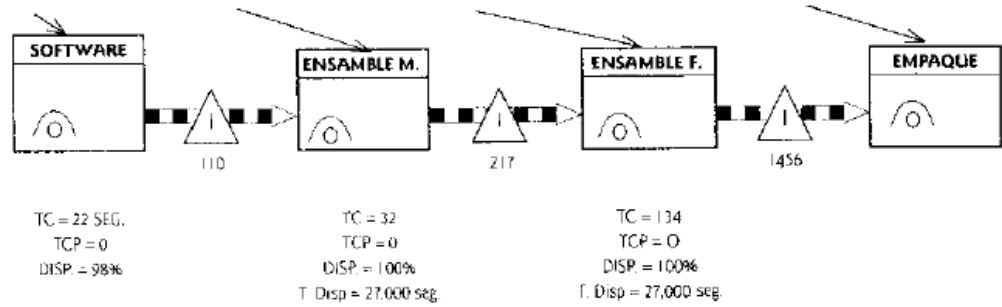 SOFTWARE
ENSAMBLE M.
ENSAMBLE F.
EMPAQUE
O
I
O
I
O
I
O
110
217
1456
TC = 22 SEG.
TCP = 0
DISP. = 98%
TC = 32
TCP = 0
DISP. = 100%
T. Disp = 27,000 seg.
TC = 134
TCP = O
DISP. = 100%
T. Disp = 27,000 seg.